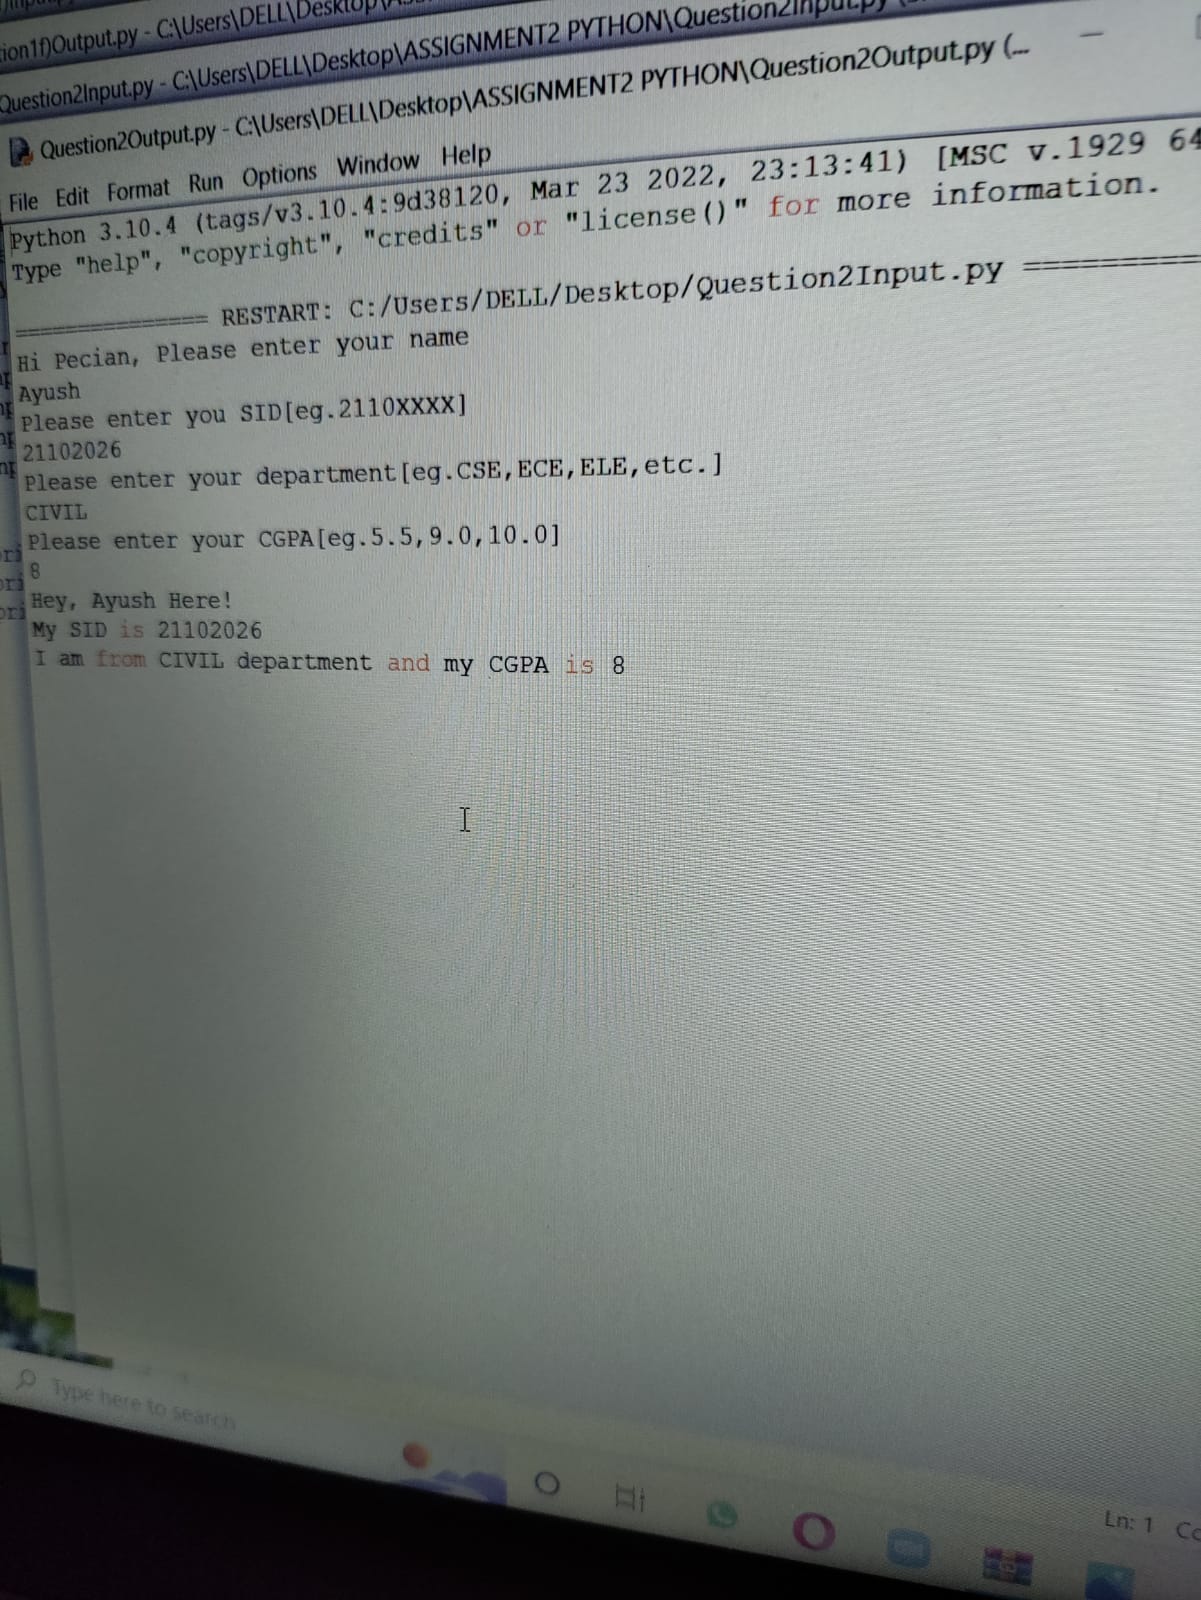 ion1f)Output.py - C:\Users\DELL\Desktop\
Question2Input.py - C:\Users\DELL\Desktop\ASSIGNMENT2 PYTHON\Question2Input.py
Question2Output.py - C:\Users\DELL\Desktop\ASSIGNMENT2 PYTHON\Question2Output.py (...
File Edit Format Run Options Window Help
Python 3.10.4 (tags/v3.10.4:9d38120, Mar 23 2022, 23:13:41) [MSC v.1929 64
Type "help", "copyright", "credits" or "license()" for more information.
=============== RESTART: C:/Users/DELL/Desktop/Question2Input.py ==========
Hi Pecian, Please enter your name
Ayush
Please enter you SID[eg.2110XXXX]
21102026
Please enter your department[eg.CSE,ECE,ELE,etc.]
CIVIL
Please enter your CGPA[eg.5.5,9.0,10.0]
8
Hey, Ayush Here!
My SID is 21102026
I am from CIVIL department and my CGPA is 8
Type here to search
Ln: 1